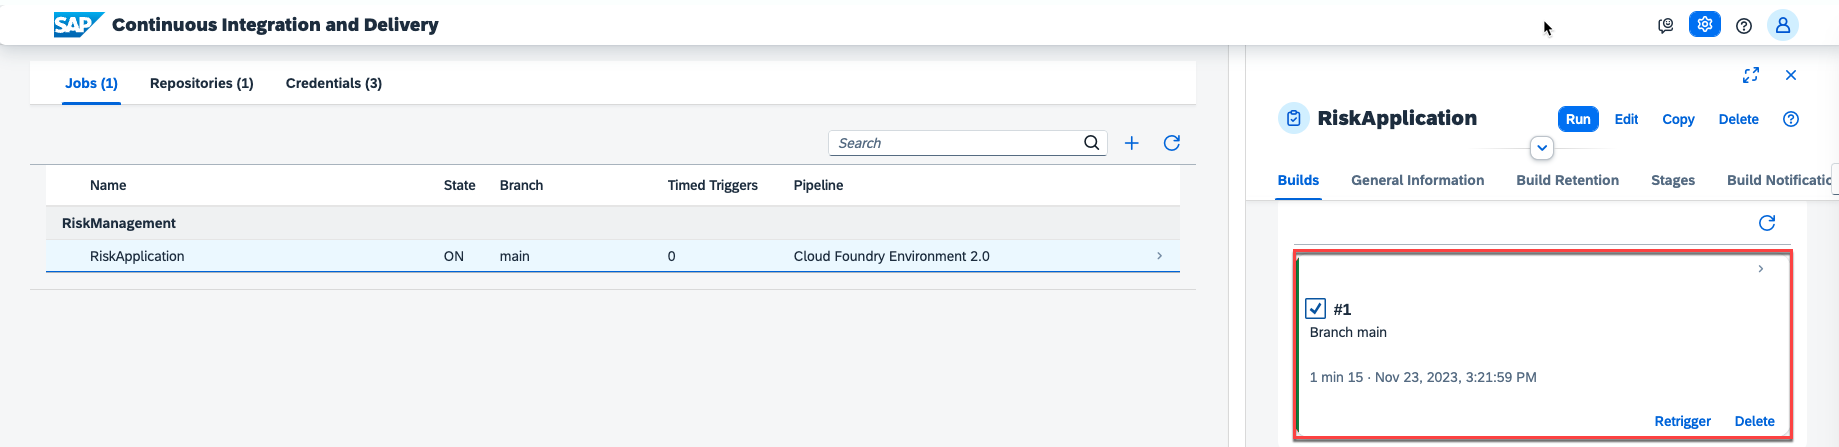 SAP Continuous Integration and Delivery
Jobs (1) Repositories (1) Credentials (3)
Search
Name State Branch Timed Triggers Pipeline
RiskManagement
RiskApplication ON main 0 Cloud Foundry Environment 2.0
RiskApplication Run Edit Copy Delete
Builds General Information Build Retention Stages Build Notificatio
#1
Branch main
1 min 15 · Nov 23, 2023, 3:21:59 PM
Retrigger Delete